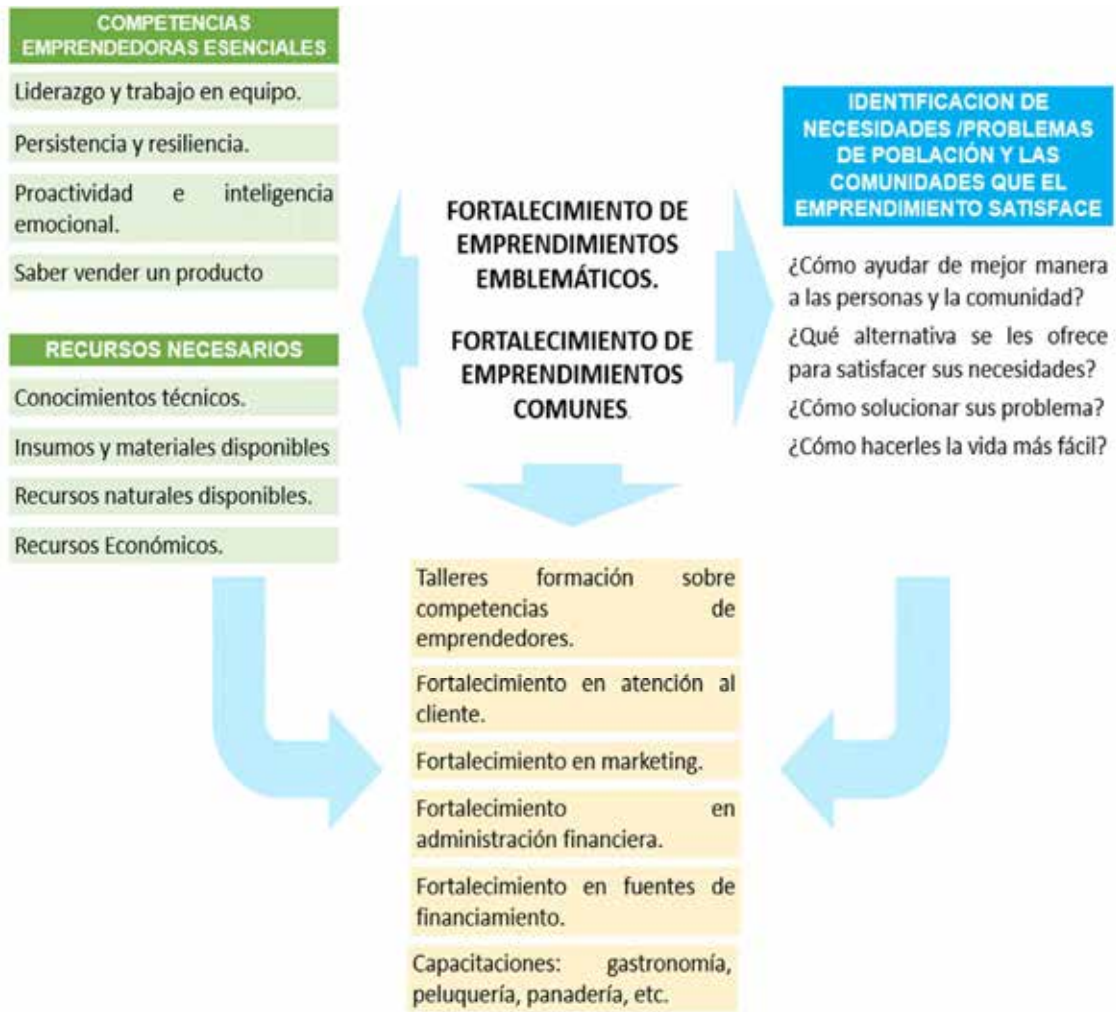 COMPETENCIAS
EMPRENDEDORAS ESENCIALES
Liderazgo y trabajo en equipo.
Persistencia y resiliencia.
Proactividad e inteligencia
emocional.
Saber vender un producto
RECURSOS NECESARIOS
Conocimientos técnicos.
Insumos y materiales disponibles
Recursos naturales disponibles.
Recursos Económicos.
FORTALECIMIENTO DE
EMPRENDIMIENTOS
EMBLEMÁTICOS.
FORTALECIMIENTO DE
EMPRENDIMIENTOS
COMUNES.
IDENTIFICACION DE
NECESIDADES /PROBLEMAS
DE POBLACIÓN Y LAS
COMUNIDADES QUE EL
EMPRENDIMIENTO SATISFACE
¿Cómo ayudar de mejor manera
a las personas y la comunidad?
¿Qué alternativa se les ofrece
para satisfacer sus necesidades?
¿Cómo solucionar sus problema?
¿Cómo hacerles la vida más fácil?
Talleres formación sobre
competencias de
emprendedores.
Fortalecimiento en atención al
cliente.
Fortalecimiento en marketing.
Fortalecimiento en
administración financiera.
Fortalecimiento en fuentes de
financiamiento.
Capacitaciones: gastronomía,
peluquería, panadería, etc.